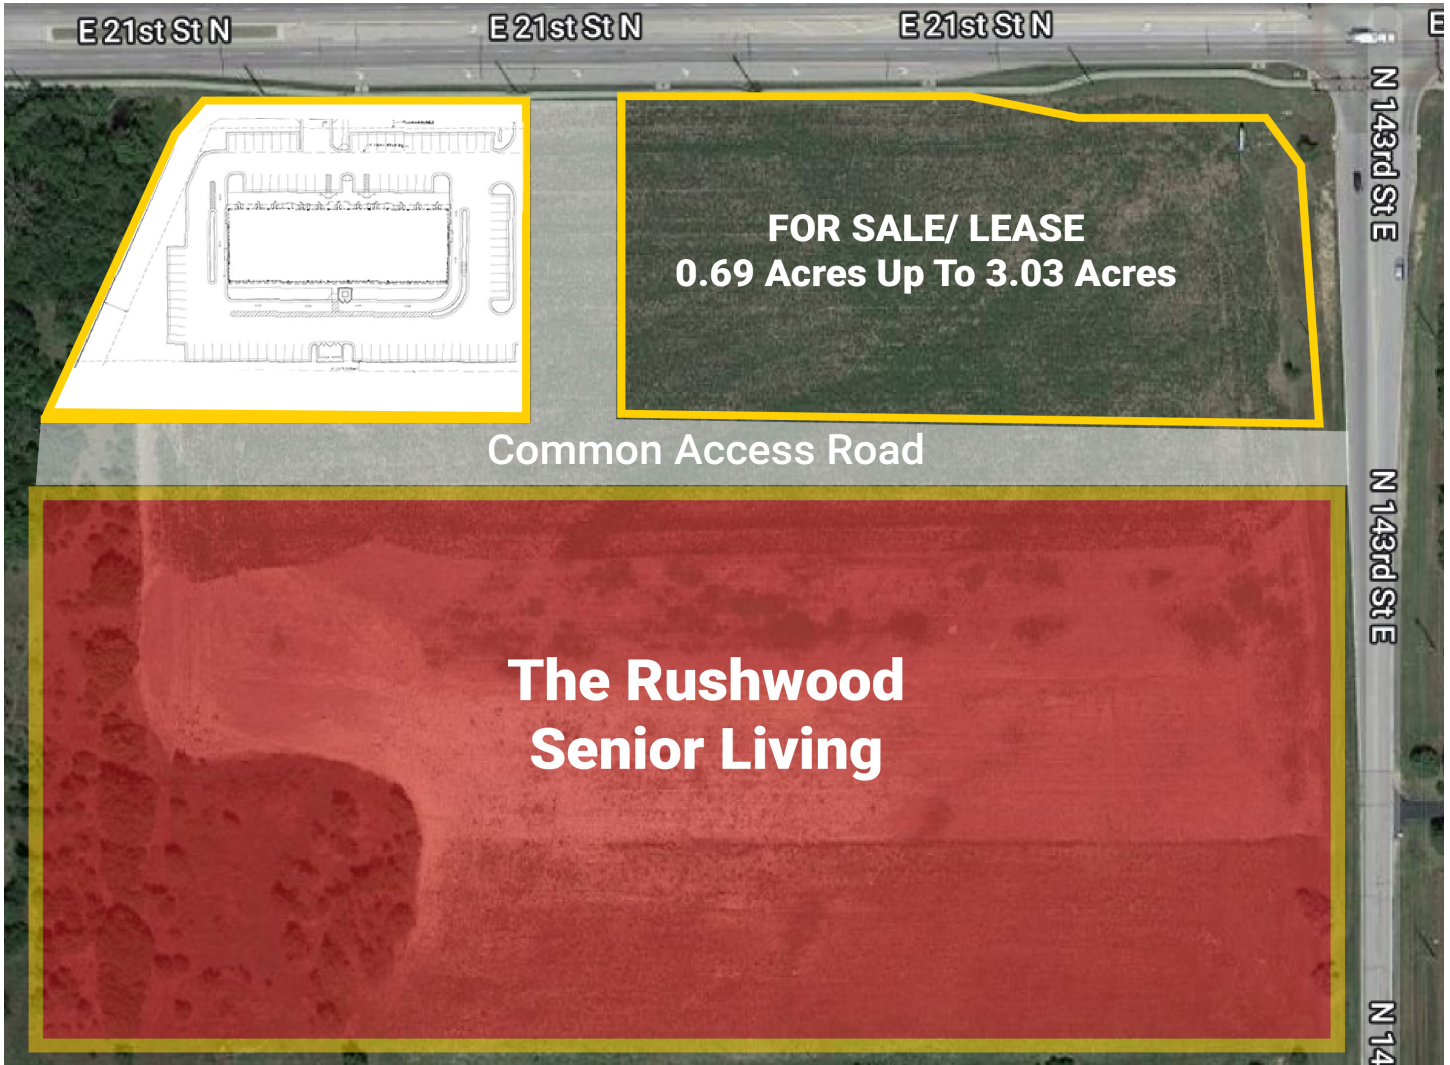 E 21st St N
E 21st St N
E 21st St N
E
N 143rd St E
FOR SALE/ LEASE
0.69 Acres Up To 3.03 Acres
Common Access Road
N 143rd St E
The Rushwood
Senior Living
N 14